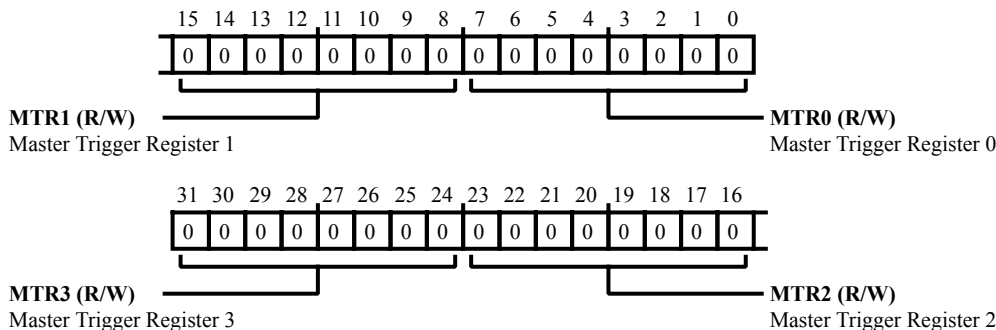 15 14 13 12 11 10 9 8 7 6 5 4 3 2 1 0
0 0 0 0 0 0 0 0 0 0 0 0 0 0 0 0
MTR1 (R/W) MTR0 (R/W)
Master Trigger Register 1 Master Trigger Register 0
31 30 29 28 27 26 25 24 23 22 21 20 19 18 17 16
0 0 0 0 0 0 0 0 0 0 0 0 0 0 0 0
MTR3 (R/W) MTR2 (R/W)
Master Trigger Register 3 Master Trigger Register 2